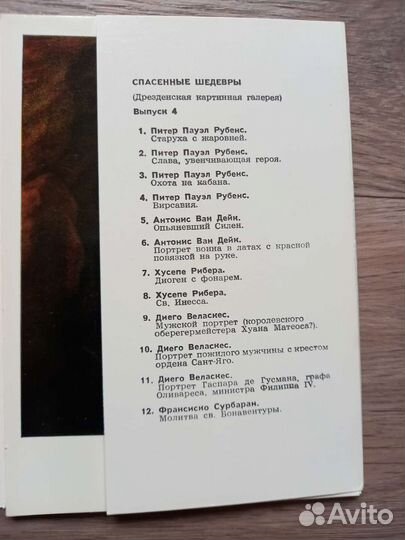 СПАСЕННЫЕ ШЕДЕВРЫ
(Дрезденская картинная галерея)
Выпуск 4
1. Питер Пауэл Рубенс.
Старуха с жаровней.
2. Питер Пауэл Рубенс.
Слава, увенчивающая героя.
3. Питер Пауэл Рубенс.
Охота на кабана.
4. Питер Пауэл Рубенс.
Вирсавия.
5. Антонис Ван Дейк.
Опьяневший Силен.
6. Антонис Ван Дейк.
Портрет воина в латах с красной
повязкой на руке.
7. Хусепе Рибера.
Диоген с фонарем.
8. Хусепе Рибера.
Св. Инесса.
9. Диего Веласкес.
Мужской портрет (королевского
оберегермейстера Хуана Матеоса?).
10. Диего Веласкес.
Портрет пожидого мужчины с крестом
ордена Сант-Яго.
11. Диего Веласкес.
Портрет Гаспара де Гусмана, графа
Оливареса, министра Филиппа IV.
12. Франсиско Сурбаран.
Молитва св. Бонавентуры.
Avito